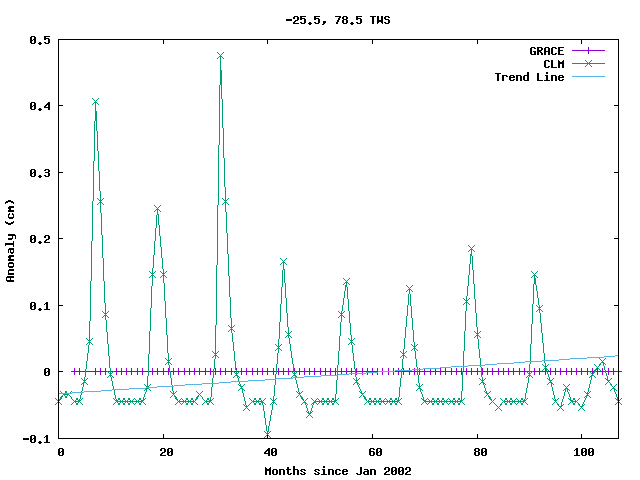 -25.5, 78.5 TWS
GRACE
CLM
Trend Line
0.5
0.4
0.3
0.2
0.1
0
-0.1
Anomaly (cm)
0 20 40 60 80 100
Months since Jan 2002